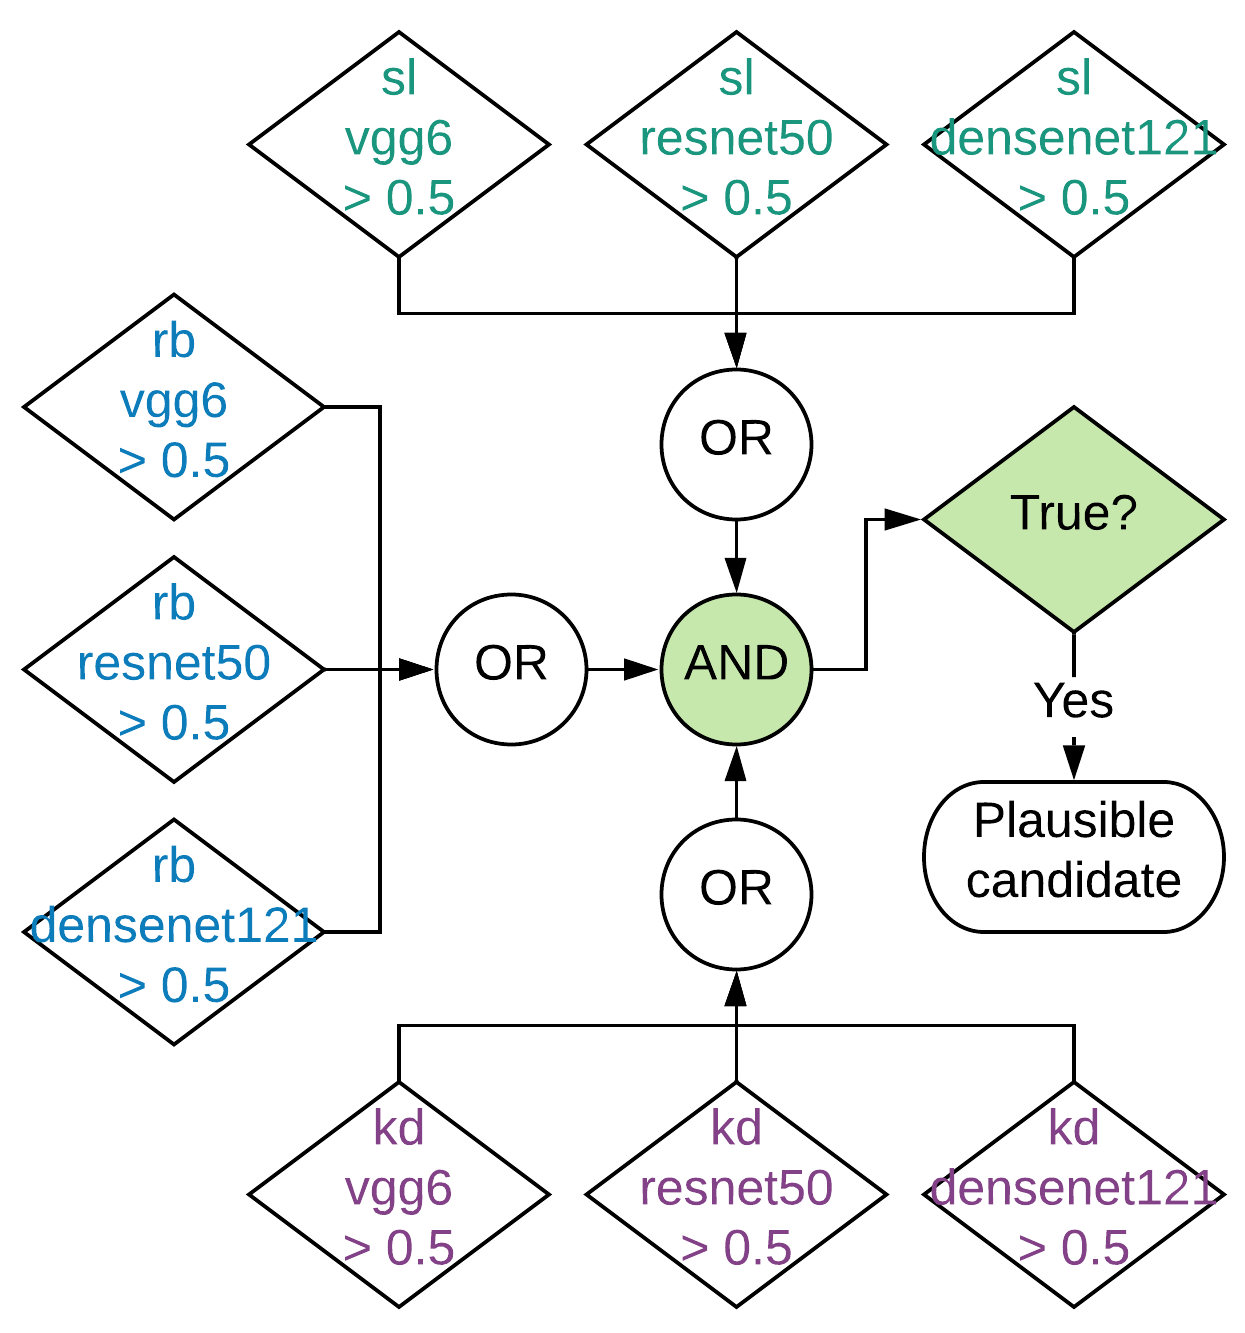 sl
vgg6
> 0.5
sl
resnet50
> 0.5
sl
densenet121
> 0.5
rb
vgg6
> 0.5
OR
True?
rb
resnet50
> 0.5
OR
AND
Yes
Plausible
candidate
rb
densenet121
> 0.5
OR
kd
vgg6
> 0.5
kd
resnet50
> 0.5
kd
densenet121
> 0.5